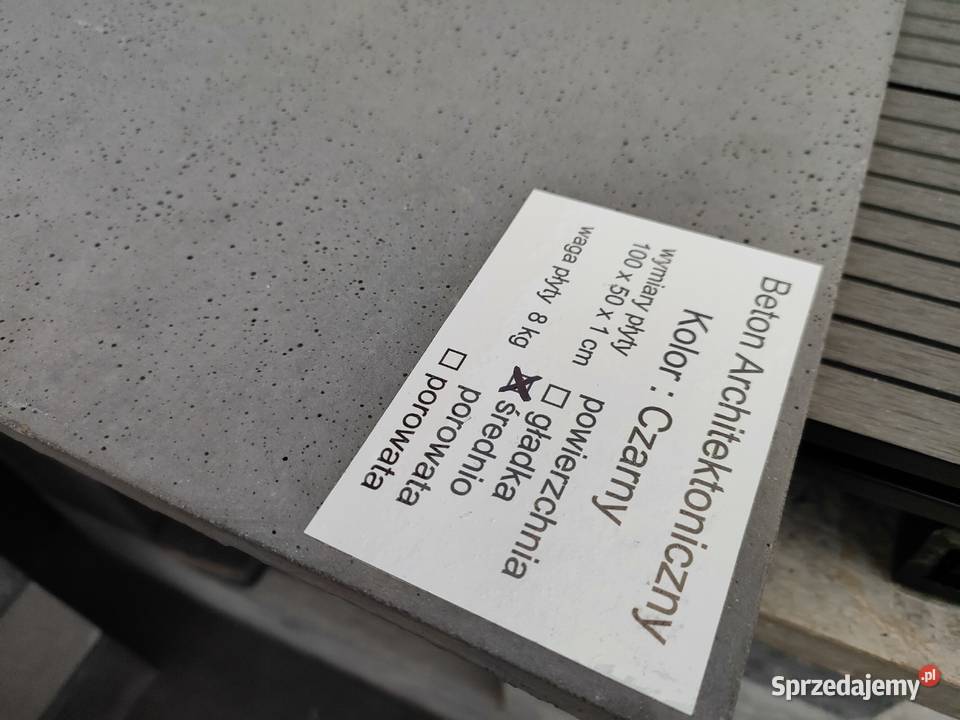 Beton Architektoniczny
Kolor : Czarny
wymiary płyty
100 x 50 x 1 cm
waga płyty 8 kg
powierzchnia
☐ gładka
☒ średnio
porowata
☐ porowata
Sprzedajemy.pl